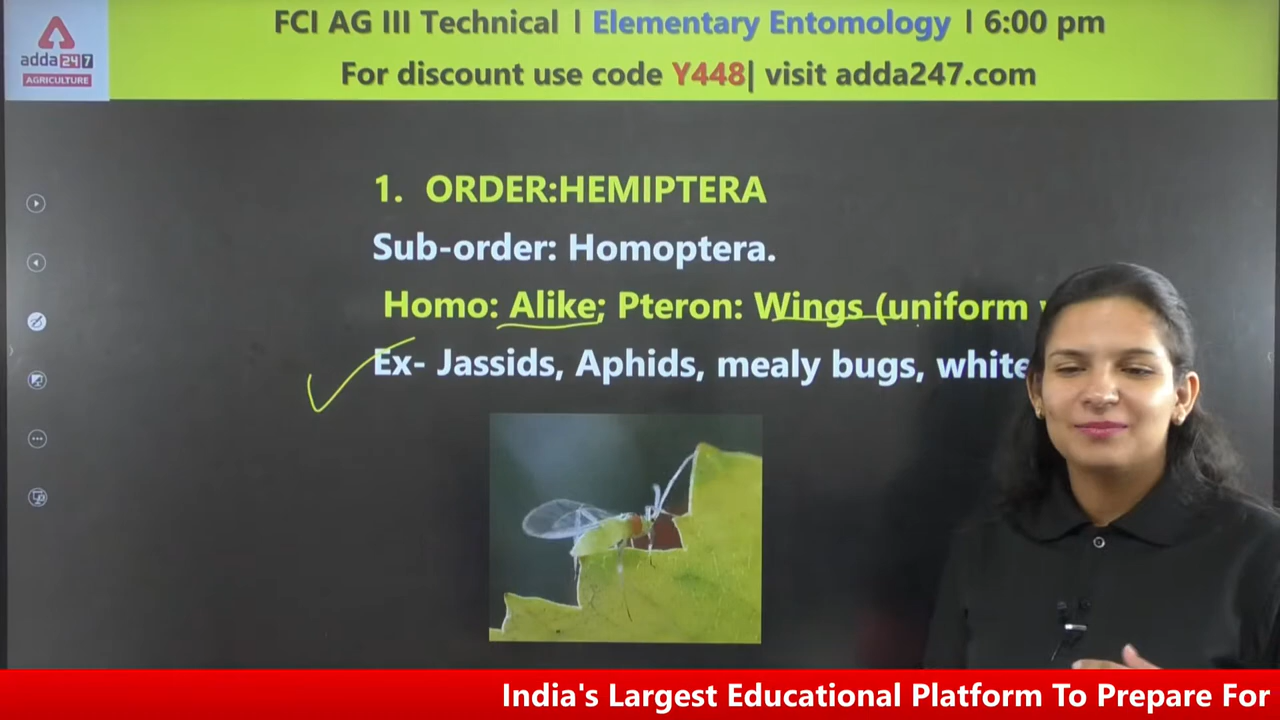 FCI AG III Technical I Elementary Entomology I 6:00 pm
For discount use code Y448| visit adda247.com
adda247
AGRICULTURE
1. ORDER:HEMIPTERA
Sub-order: Homoptera.
Homo: Alike; Pteron: Wings (uniform
Ex- Jassids, Aphids, mealy bugs, white
India's Largest Educational Platform To Prepare For